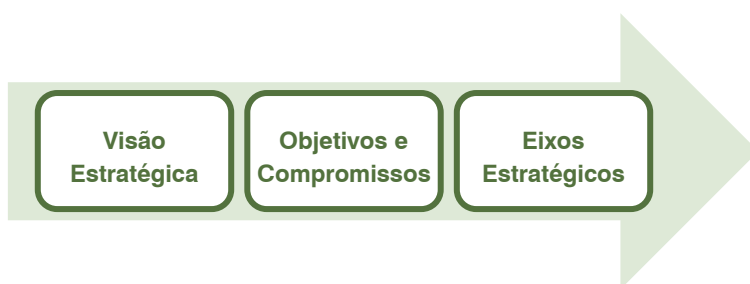 Visão
Estratégica
Objetivos e
Compromissos
Eixos
Estratégicos